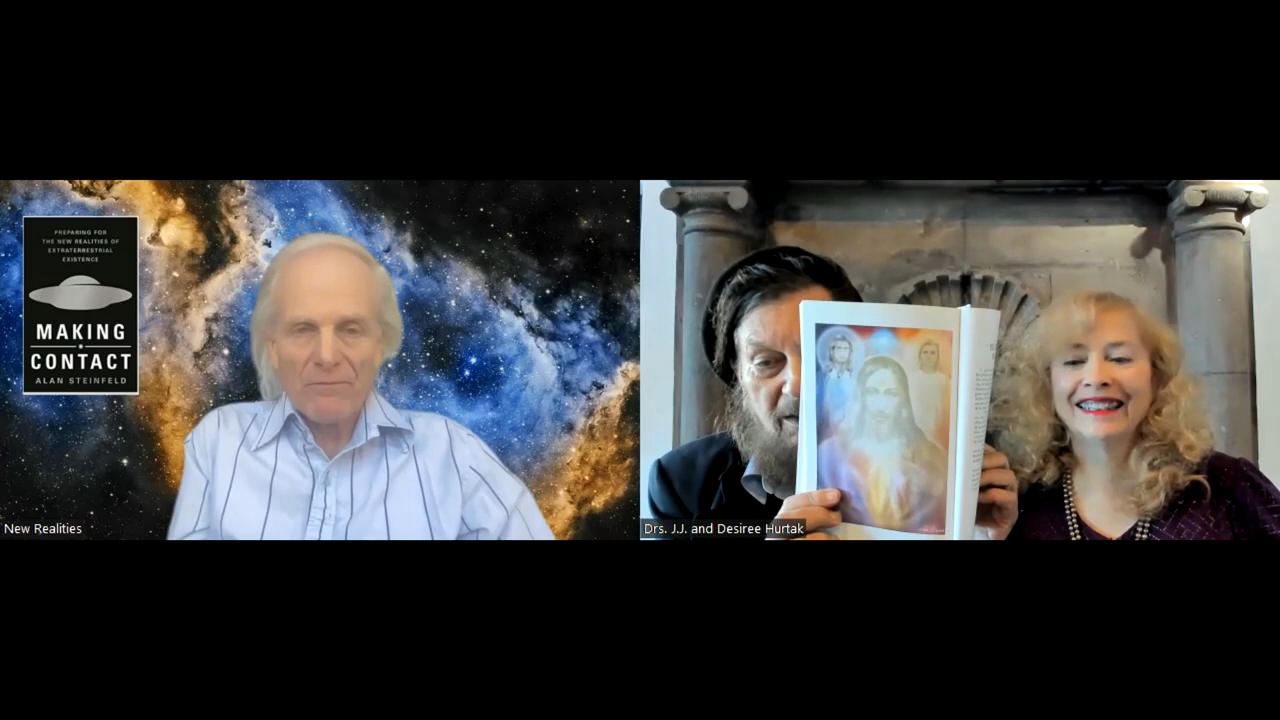 PREPARING FOR
THE NEW REALITIES OF
EXTRATERRESTRIAL
EXISTENCE
MAKING
CONTACT
ALAN STEINFELD
New Realities
Drs. J.J. and Desiree Hurtak